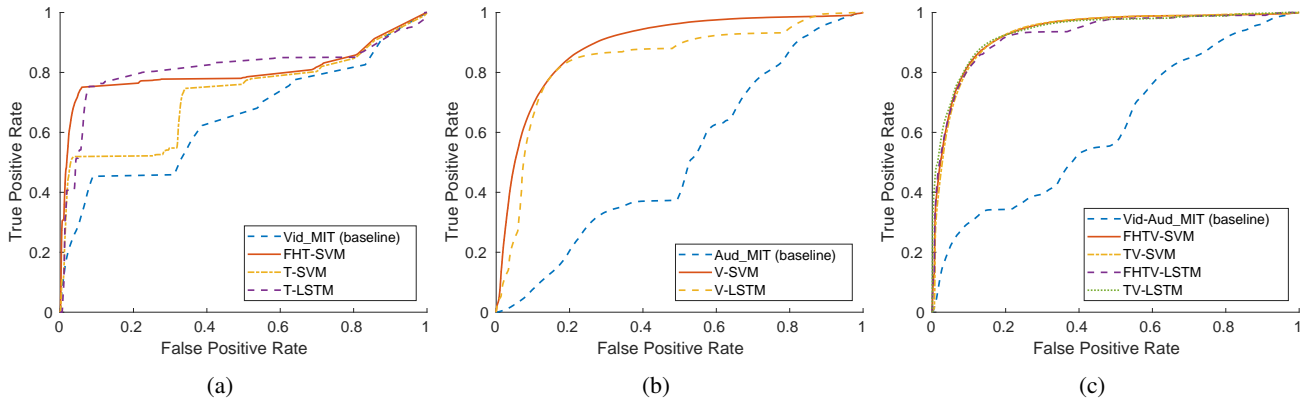 1
0.8
0.6
0.4
0.2
0
0
0.2
0.4
0.6
0.8
1
True Positive Rate
False Positive Rate
Vid_MIT (baseline)
FHT-SVM
T-SVM
T-LSTM
(a)
1
0.8
0.6
0.4
0.2
0
0
0.2
0.4
0.6
0.8
1
True Positive Rate
False Positive Rate
Aud_MIT (baseline)
V-SVM
V-LSTM
(b)
1
0.8
0.6
0.4
0.2
0
0
0.2
0.4
0.6
0.8
1
True Positive Rate
False Positive Rate
Vid-Aud_MIT (baseline)
FHTV-SVM
TV-SVM
FHTV-LSTM
TV-LSTM
(c)